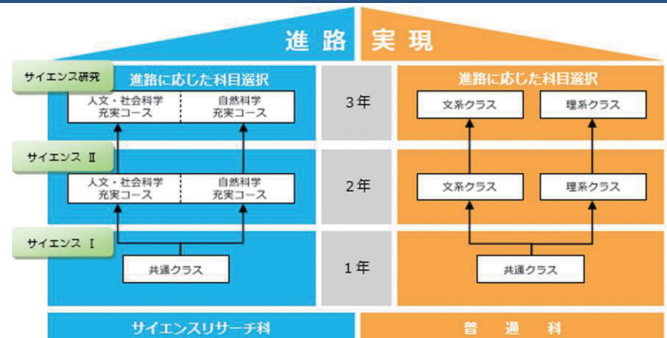 進路実現
サイエンス研究
進路に応じた科目選択
人文・社会科学
充実コース
自然科学
充実コース
3年
進路に応じた科目選択
文系クラス
理系クラス
サイエンス Ⅱ
人文・社会科学
充実コース
自然科学
充実コース
2年
文系クラス
理系クラス
サイエンス Ⅰ
共通クラス
1年
共通クラス
サイエンスリサーチ科
普通科